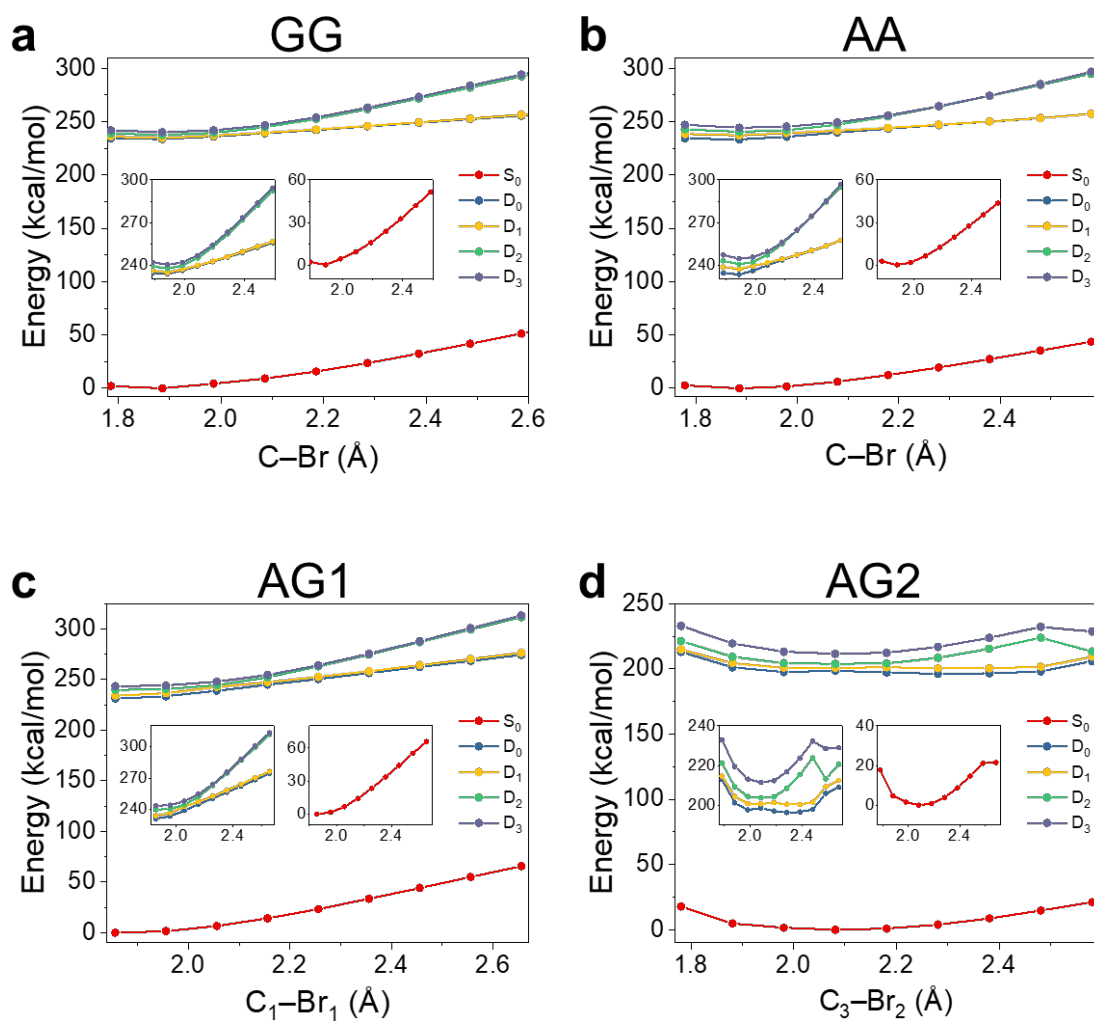 a GG
300
250
200
150
100
50
0
Energy (kcal/mol)
1.8 2.0 2.2 2.4 2.6
C–Br (Å)
300
270
240
2.0 2.4
60
30
0
2.0 2.4
S₀
D₀
D₁
D₂
D₃
b AA
300
250
200
150
100
50
0
Energy (kcal/mol)
1.8 2.0 2.2 2.4
C–Br (Å)
300
270
240
2.0 2.4
60
30
0
2.0 2.4
S₀
D₀
D₁
D₂
D₃
c AG1
300
250
200
150
100
50
0
Energy (kcal/mol)
2.0 2.2 2.4 2.6
C₁–Br₁ (Å)
300
270
240
2.0 2.4
60
45
30
15
0
2.0 2.4
S₀
D₀
D₁
D₂
D₃
d AG2
250
200
150
100
50
0
Energy (kcal/mol)
1.8 2.0 2.2 2.4
C₃–Br₂ (Å)
240
220
200
2.0 2.4
40
20
0
2.0 2.4
S₀
D₀
D₁
D₂
D₃